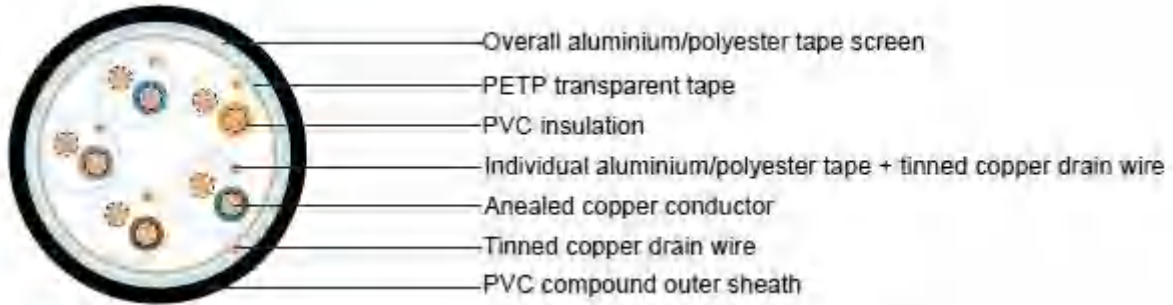 Overall aluminium/polyester tape screen
PETP transparent tape
PVC insulation
Individual aluminium/polyester tape + tinned copper drain wire
Anealed copper conductor
Tinned copper drain wire
PVC compound outer sheath